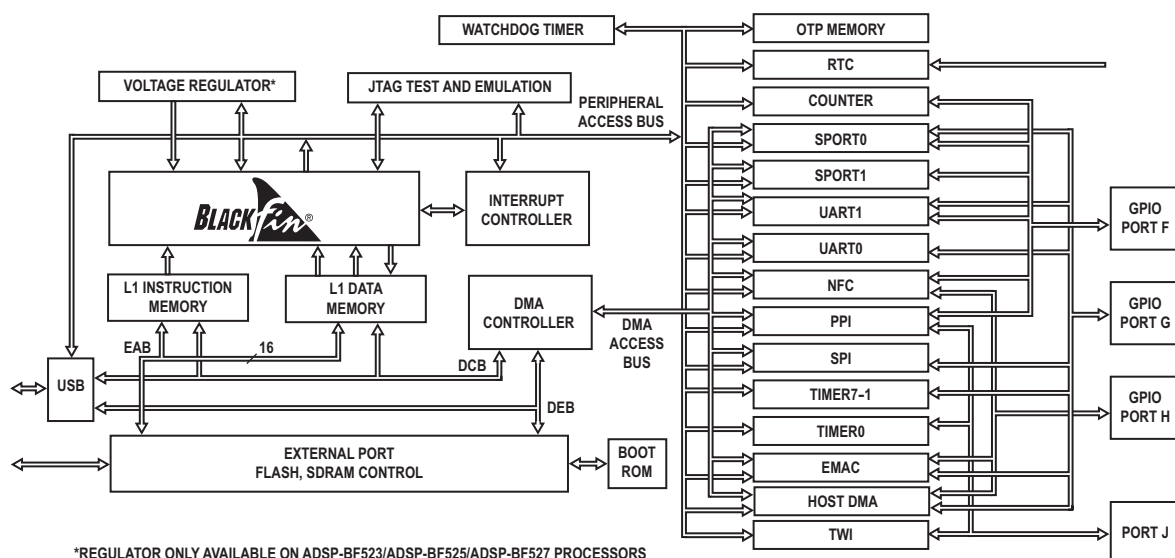 WATCHDOG TIMER
OTP MEMORY
RTC
VOLTAGE REGULATOR*
JTAG TEST AND EMULATION
PERIPHERAL
ACCESS BUS
COUNTER
SPORT0
SPORT1
BLACKfin®
INTERRUPT
CONTROLLER
UART1
GPIO
PORT F
UART0
L1 INSTRUCTION
MEMORY
L1 DATA
MEMORY
DMA
CONTROLLER
NFC
DMA
ACCESS
BUS
PPI
GPIO
PORT G
EAB
16
DCB
SPI
USB
TIMER7–1
DEB
GPIO
PORT H
TIMER0
EXTERNAL PORT
FLASH, SDRAM CONTROL
BOOT
ROM
EMAC
HOST DMA
TWI
PORT J
*REGULATOR ONLY AVAILABLE ON ADSP-BF523/ADSP-BF525/ADSP-BF527 PROCESSORS